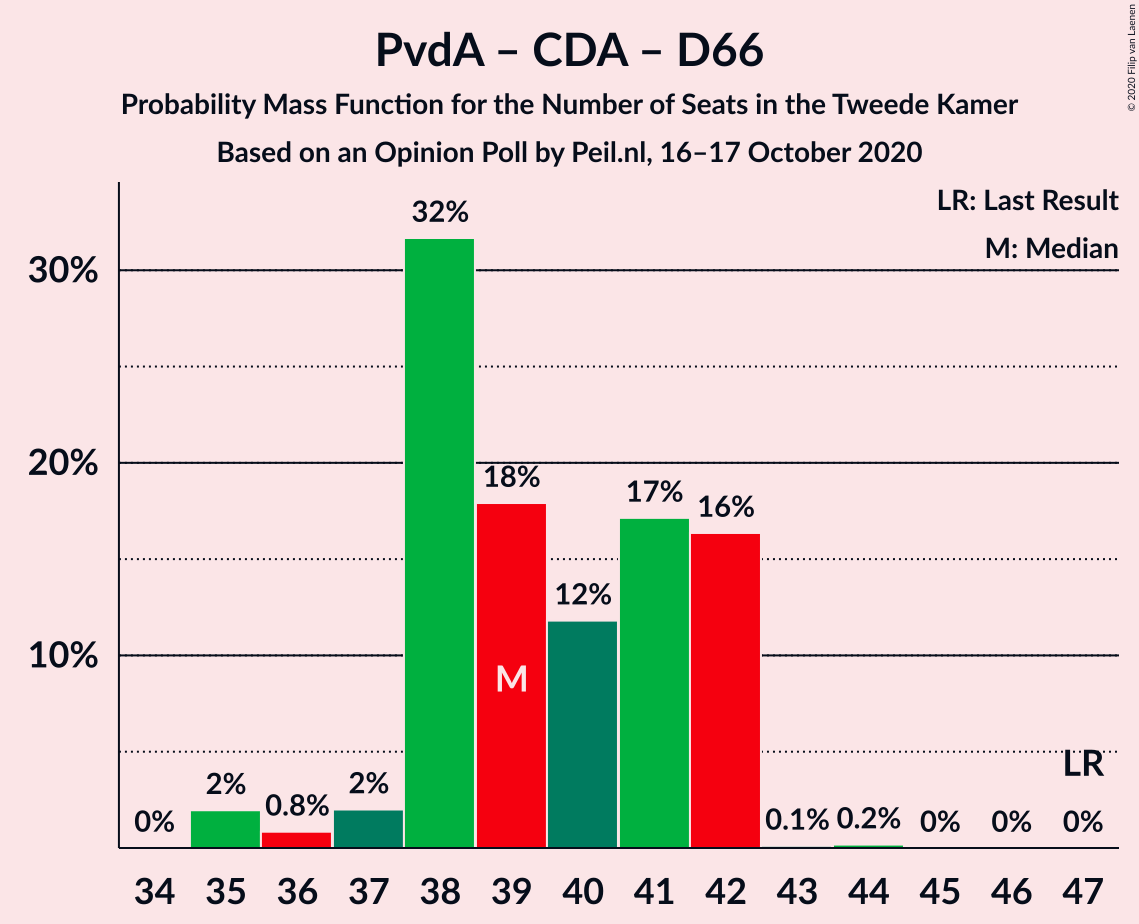 PvdA – CDA – D66
Probability Mass Function for the Number of Seats in the Tweede Kamer
Based on an Opinion Poll by Peil.nl, 16–17 October 2020
© 2020 Filip van Laenen
LR: Last Result
M: Median
30%
20%
10%
0%
2%
0.8%
2%
32%
18%
12%
17%
16%
0.1%
0.2%
0%
0%
0%
M
LR
34 35 36 37 38 39 40 41 42 43 44 45 46 47